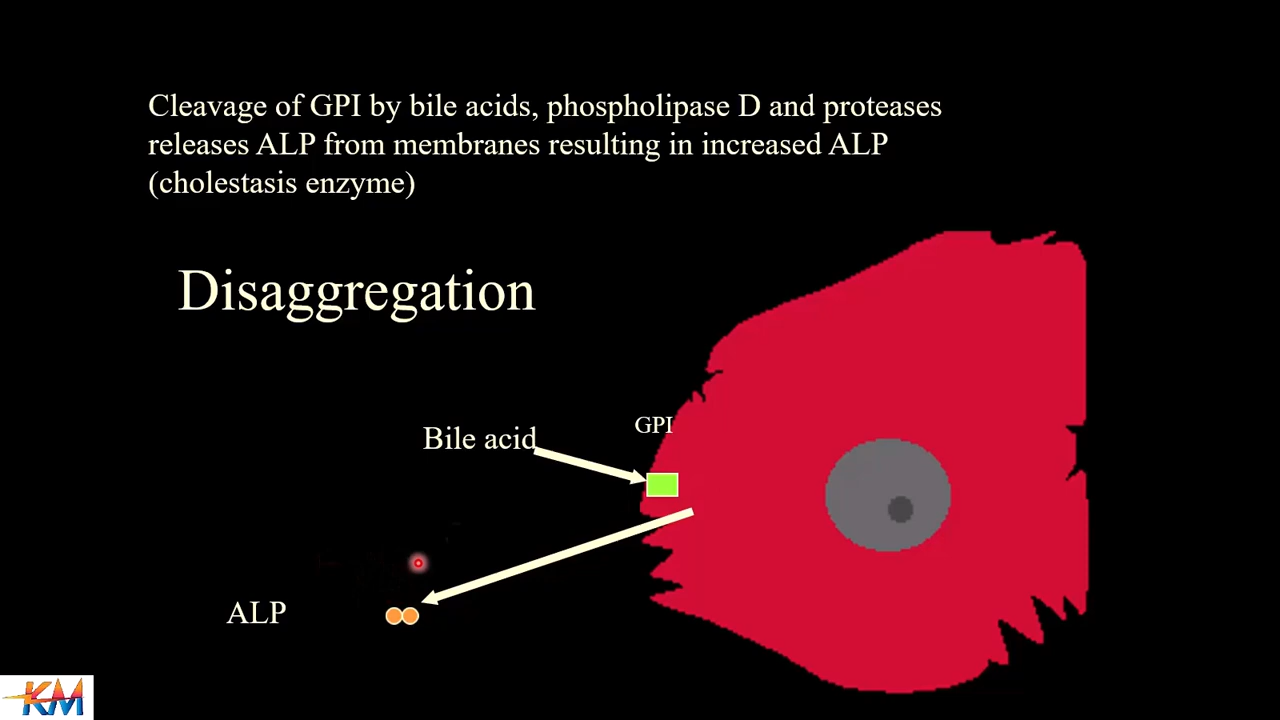 Cleavage of GPI by bile acids, phospholipase D and proteases
releases ALP from membranes resulting in increased ALP
(cholestasis enzyme)
Disaggregation
GPI
Bile acid
ALP
KM